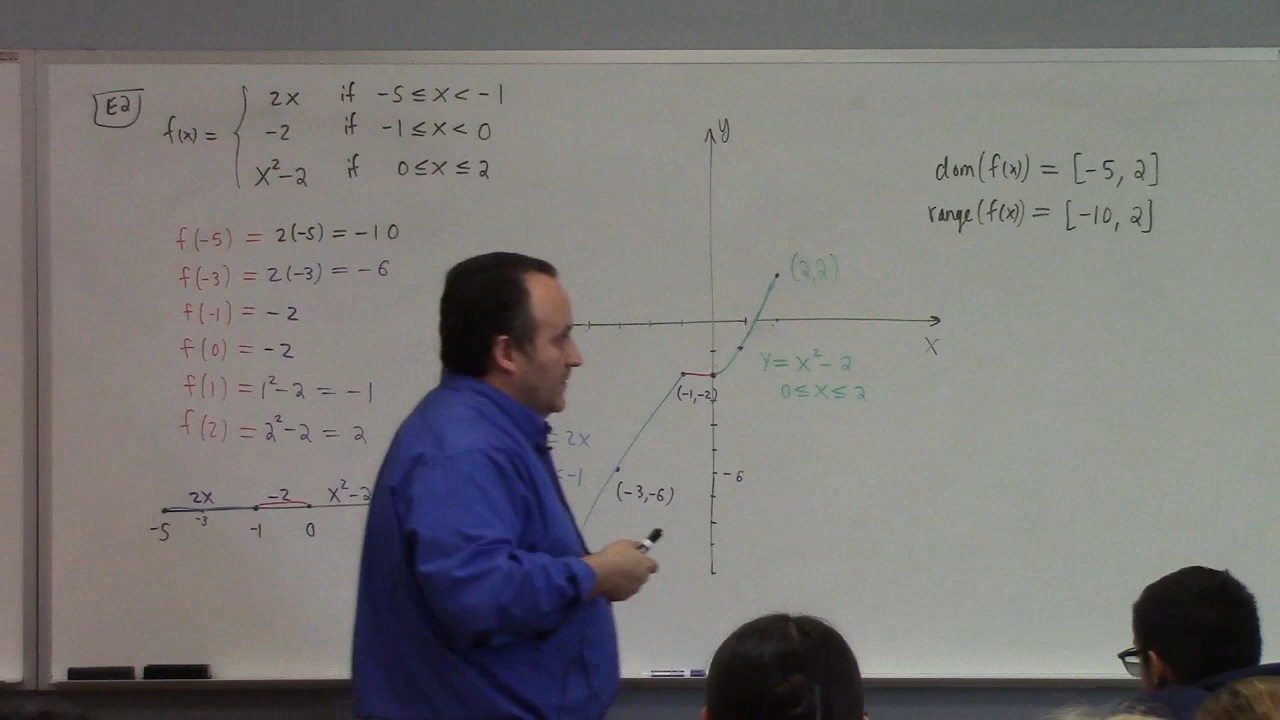 E2
f(x) = { 2x if -5 ≤ x < -1
-2 if -1 ≤ x < 0
x²-2 if 0 ≤ x ≤ 2
f(-5) = 2(-5) = -10
f(-3) = 2(-3) = -6
f(-1) = -2
f(0) = -2
f(1) = 1²-2 = -1
f(2) = 2²-2 = 2
2x -2 x²-2
-5 -3 -1 0
y
(2,2)
x
y = x²-2
0≤x≤2
(-1,-2)
= 2x
-1
-6
(-3,-6)
dom(f(x)) = [-5, 2]
range(f(x)) = [-10, 2]